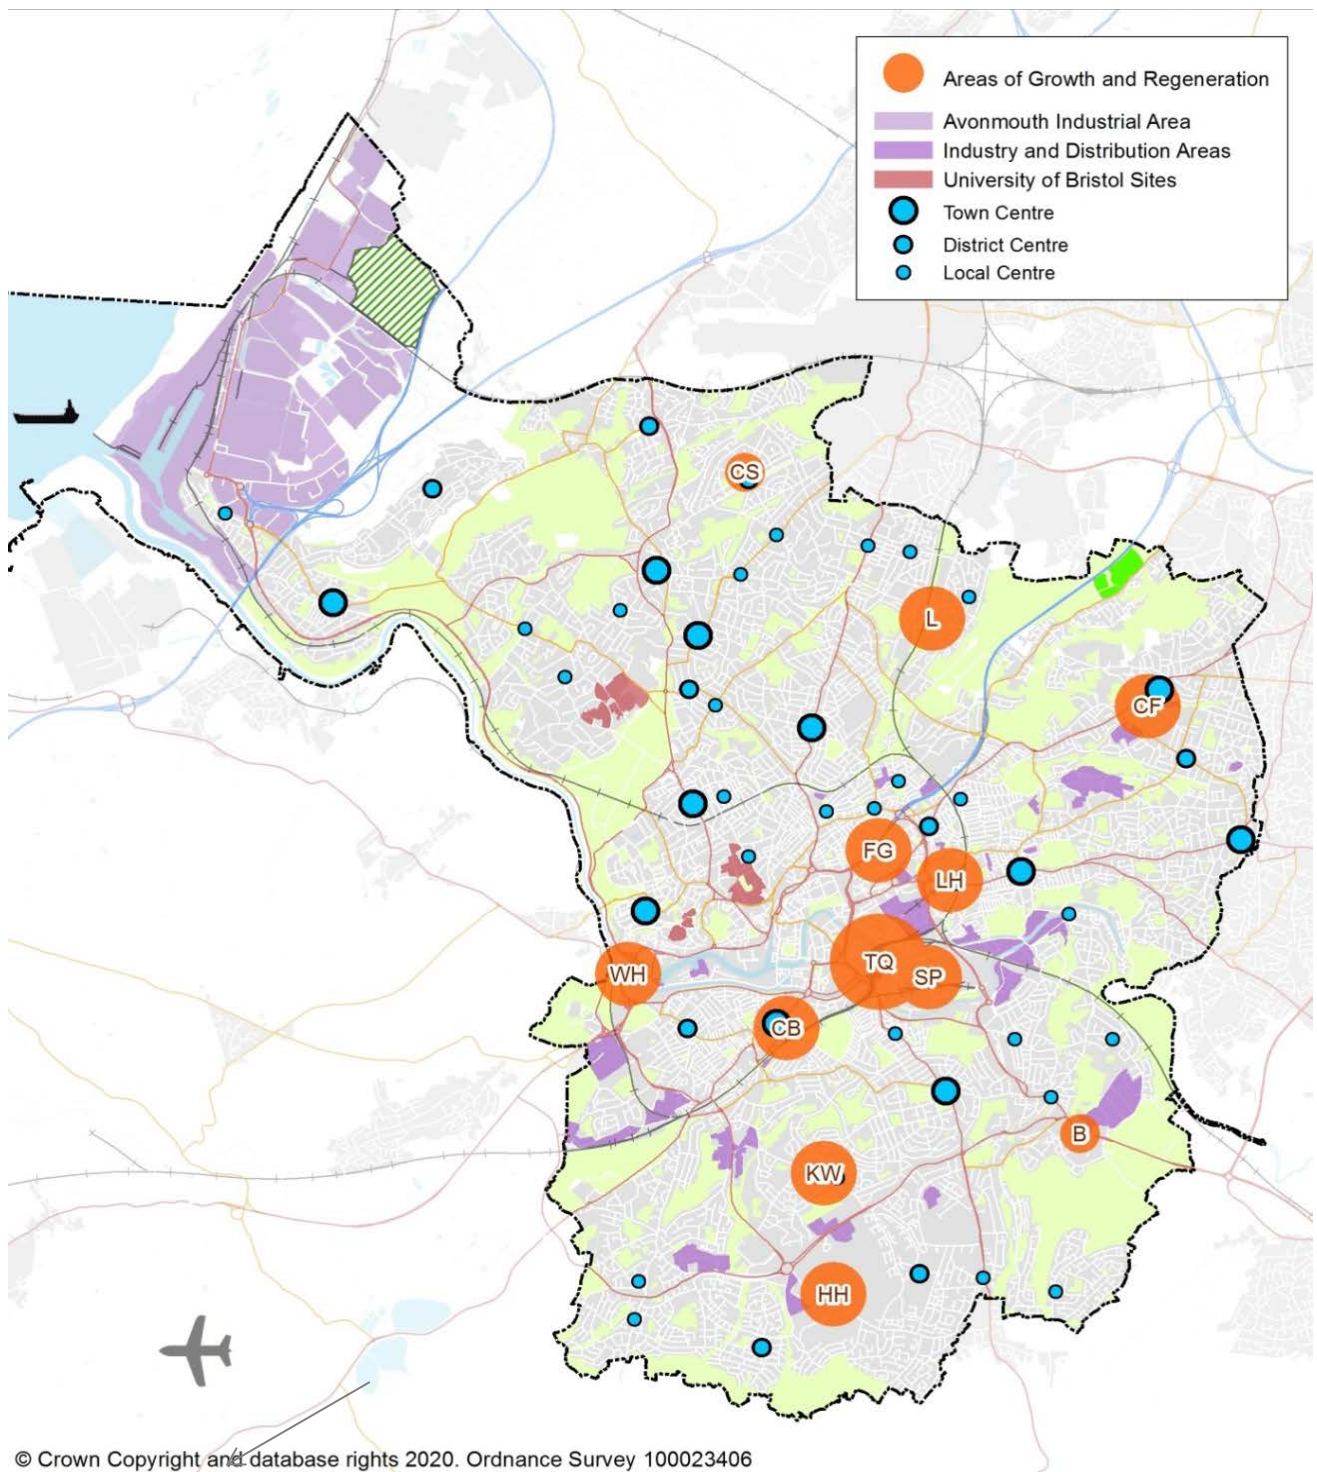 Areas of Growth and Regeneration
Avonmouth Industrial Area
Industry and Distribution Areas
University of Bristol Sites
Town Centre
District Centre
Local Centre
CS
L
CF
FG
LH
TQ
WH
SP
CB
B
KW
HH
© Crown Copyright and database rights 2020. Ordnance Survey 100023406